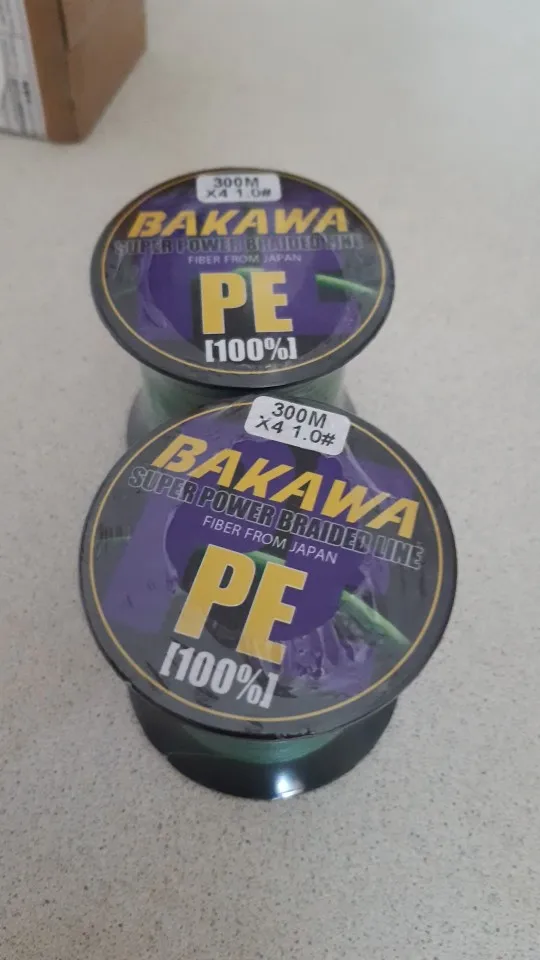 300M
X4 1.0#
BAKAWA
SUPER POWER BRAIDED LINE
FIBER FROM JAPAN
PE
[100%]
300M
X4 1.0#
BAKAWA
SUPER POWER BRAIDED LINE
FIBER FROM JAPAN
PE
[100%]